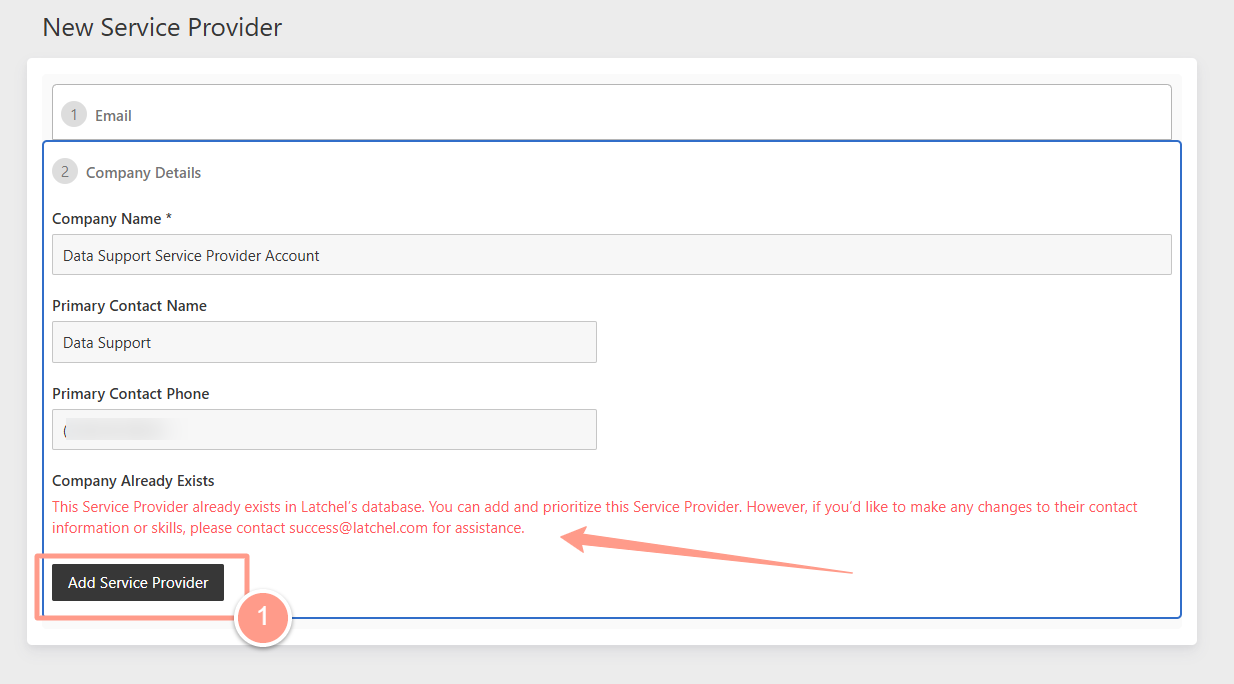 New Service Provider
1 Email
2 Company Details
Company Name *
Data Support Service Provider Account
Primary Contact Name
Data Support
Primary Contact Phone
(
Company Already Exists
This Service Provider already exists in Latchel's database. You can add and prioritize this Service Provider. However, if you'd like to make any changes to their contact
information or skills, please contact success@latchel.com for assistance.
Add Service Provider
1